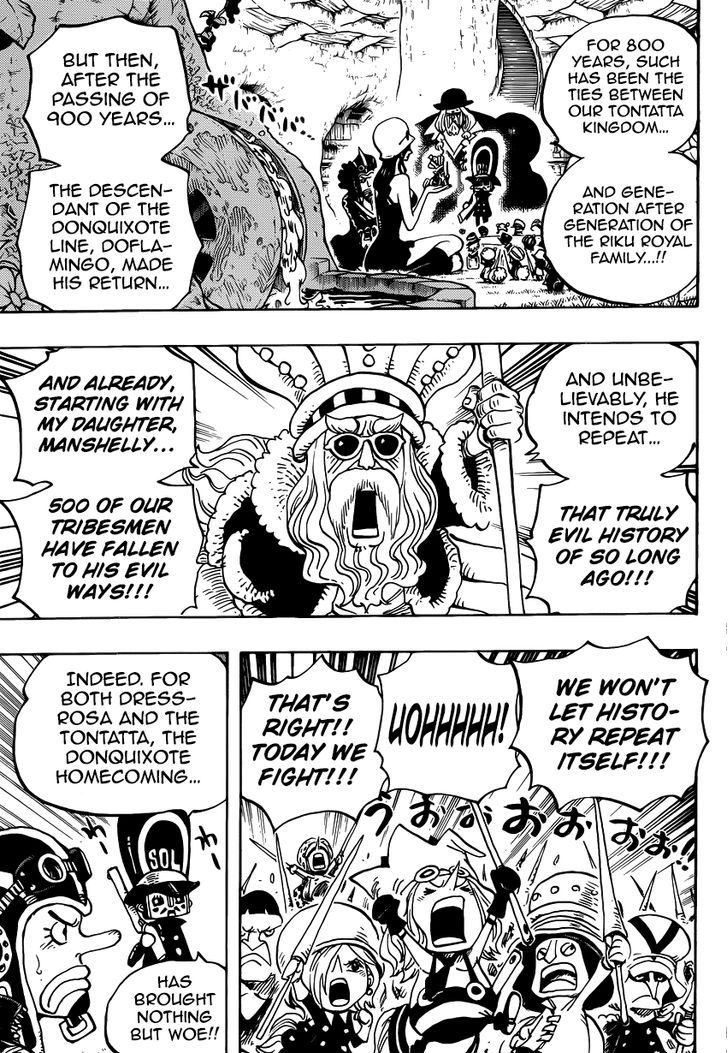 FOR 800
YEARS, SUCH
HAS BEEN THE
TIES BETWEEN
OUR TONTATTA
KINGDOM...
AND GENE-
RATION AFTER
GENERATION OF
THE RIKU ROYAL
FAMILY...!!
BUT THEN,
AFTER THE
PASSING OF
900 YEARS...
THE DESCEN-
DANT OF THE
DONQUIXOTE
LINE, DOFLA-
MINGO, MADE
HIS RETURN...
AND UNBE-
LIEVABLY, HE
INTENDS TO
REPEAT...
THAT TRULY
EVIL HISTORY
OF SO LONG
AGO!!!
AND ALREADY,
STARTING WITH
MY DAUGHTER,
MANSHELLY...
500 OF OUR
TRIBESMEN
HAVE FALLEN
TO HIS EVIL
WAYS!!!
WE WON'T
LET HISTO-
RY REPEAT
ITSELF!!!
UOHHHHH!
THAT'S
RIGHT!!
TODAY WE
FIGHT!!!
うおおおおおお!!
INDEED. FOR
BOTH DRESS-
ROSA AND THE
TONTATTA, THE
DONQUIXOTE
HOMECOMING...
SOL
HAS
BROUGHT
NOTHING
BUT WOE!!